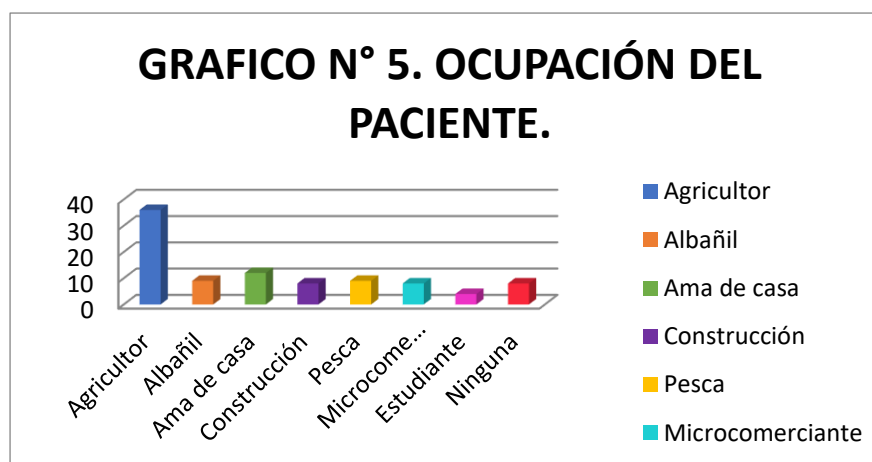 GRAFICO N° 5. OCUPACIÓN DEL
PACIENTE.
40
30
20
10
0
Agricultor
Albañil
Ama de casa
Construcción
Pesca
Microcome...
Estudiante
Ninguna
Agricultor
Albañil
Ama de casa
Construcción
Pesca
Microcomerciante